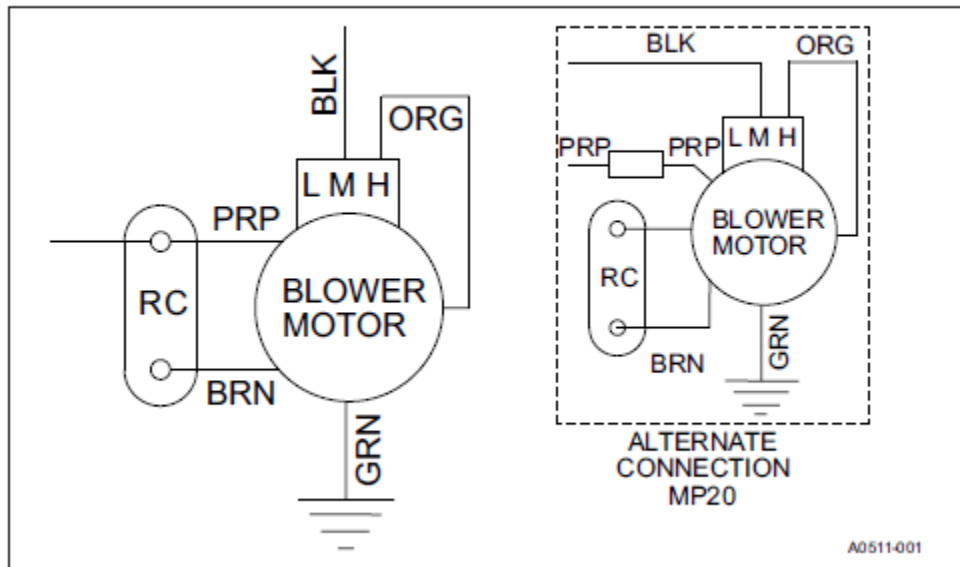 BLK
ORG
L M H
PRP
RC
BLOWER
MOTOR
BRN
GRN
BLK
ORG
L M H
PRP
PRP
BLOWER
MOTOR
RC
BRN
GRN
ALTERNATE
CONNECTION
MP20
A0511-001